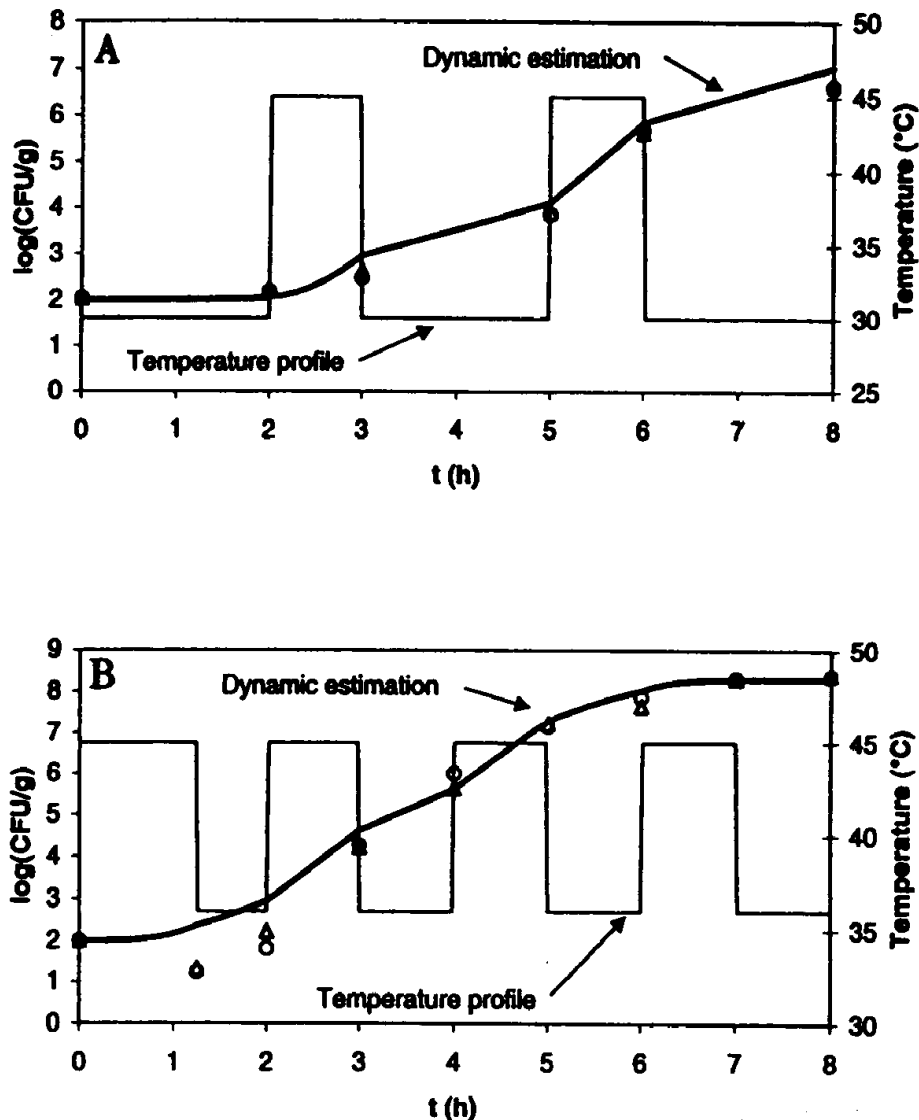 A
8
7
6
5
4
3
2
1
0
log(CFU/g)
Dynamic estimation
Temperature profile
50
45
40
35
30
25
Temperature (°C)
0 1 2 3 4 5 6 7 8
t (h)
B
9
8
7
6
5
4
3
2
1
0
log(CFU/g)
Dynamic estimation
Temperature profile
50
45
40
35
30
Temperature (°C)
0 1 2 3 4 5 6 7 8
t (h)